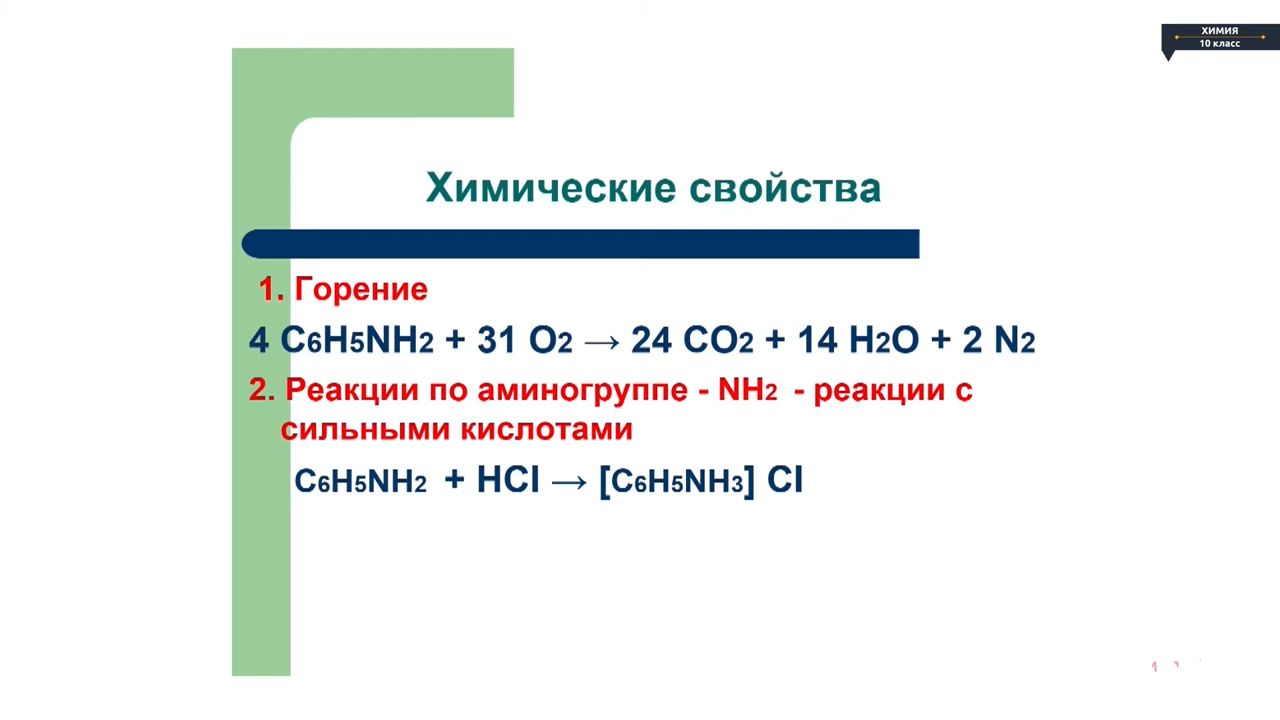 ХИМИЯ
10 класс
Химические свойства
1. Горение
4 C6H5NH2 + 31 O2 → 24 CO2 + 14 H2O + 2 N2
2. Реакции по аминогруппе - NH2 - реакции с
сильными кислотами
C6H5NH2 + HCl → [C6H5NH3] Cl